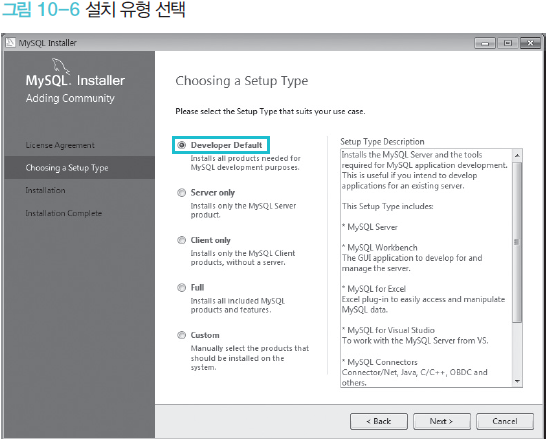 그림 10-6 설치 유형 선택
MySQL Installer
MySQL. Installer
Adding Community
License Agreement
Choosing a Setup Type
Installation
Installation Complete
Choosing a Setup Type
Please select the Setup Type that suits your use case.
Developer Default
Installs all products needed for
MySQL development purposes.
Server only
Installs only the MySQL Server
product.
Client only
Installs only the MySQL Client
products, without a server.
Full
Installs all included MySQL
products and features.
Custom
Manually select the products that
should be installed on the
system.
Setup Type Description
Installs the MySQL Server and the tools
required for MySQL application development.
This is useful if you intend to develop
applications for an existing server.
This Setup Type includes:
* MySQL Server
* MySQL Workbench
The GUI application to develop for and
manage the server.
* MySQL for Excel
Excel plug-in to easily access and manipulate
MySQL data.
* MySQL for Visual Studio
To work with the MySQL Server from VS.
* MySQL Connectors
Connector/Net, Java, C/C++, OBDC and
others.
< Back
Next >
Cancel